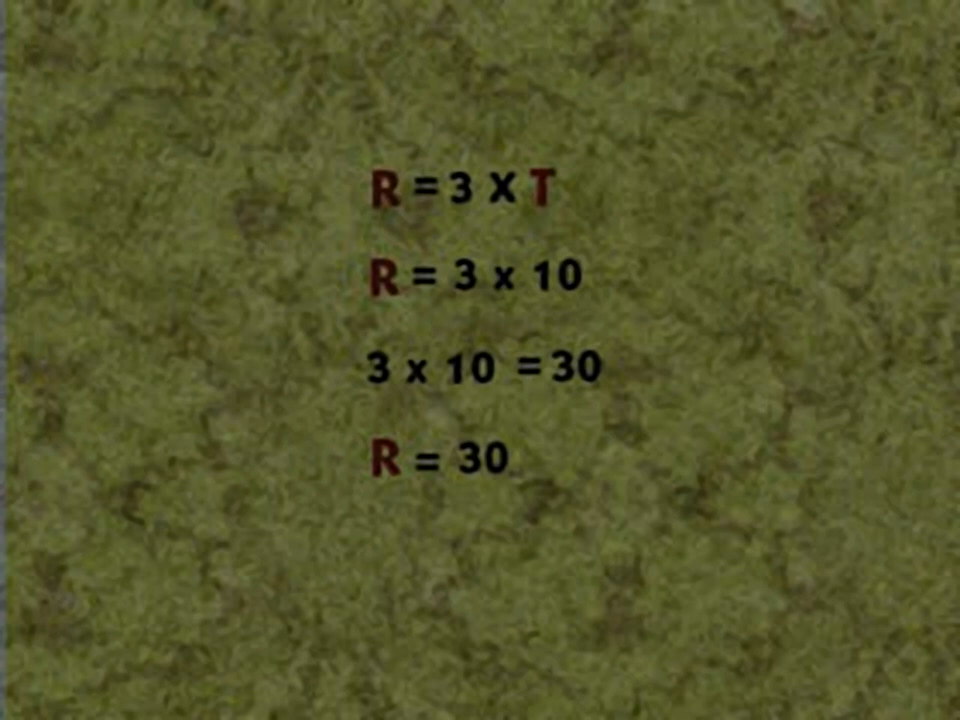 R = 3 X T
R = 3 x 10
3 x 10 = 30
R = 30